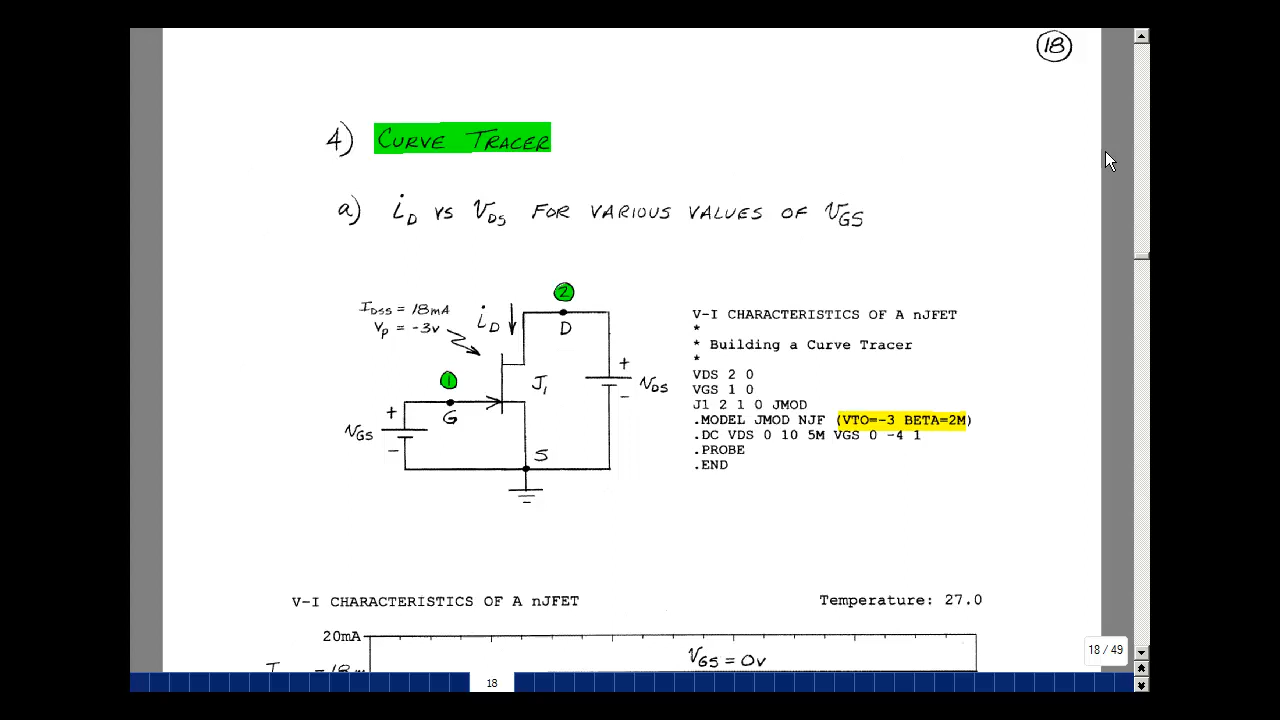 18
4) CURVE TRACER
a) iD vs VDS FOR VARIOUS VALUES OF VGS
2
IDSS = 18mA
Vp = -3v
iD
D
+
VDS
-
J1
1
G
+
VGS
-
S
V-I CHARACTERISTICS OF A nJFET
*
* Building a Curve Tracer
*
VDS 2 0
VGS 1 0
J1 2 1 0 JMOD
.MODEL JMOD NJF (VTO=-3 BETA=2M)
.DC VDS 0 10 5M VGS 0 -4 1
.PROBE
.END
V-I CHARACTERISTICS OF A nJFET Temperature: 27.0
20mA
VGS = 0v
18 / 49
18